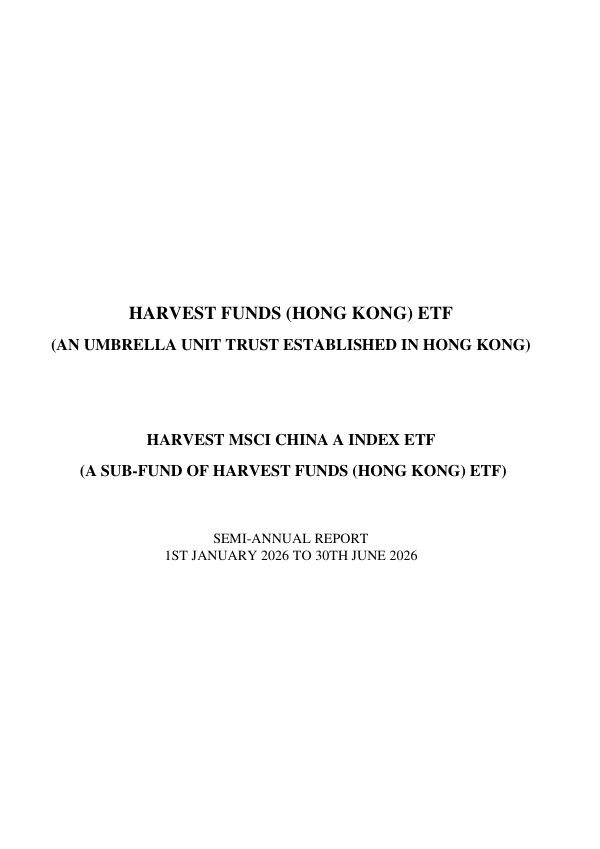 HARVEST FUNDS (HONG KONG) ETF
(AN UMBRELLA UNIT TRUST ESTABLISHED IN HONG KONG)
HARVEST MSCI CHINA A INDEX ETF
(A SUB-FUND OF HARVEST FUNDS (HONG KONG) ETF)
SEMI-ANNUAL REPORT
1ST JANUARY 2026 TO 30TH JUNE 2026